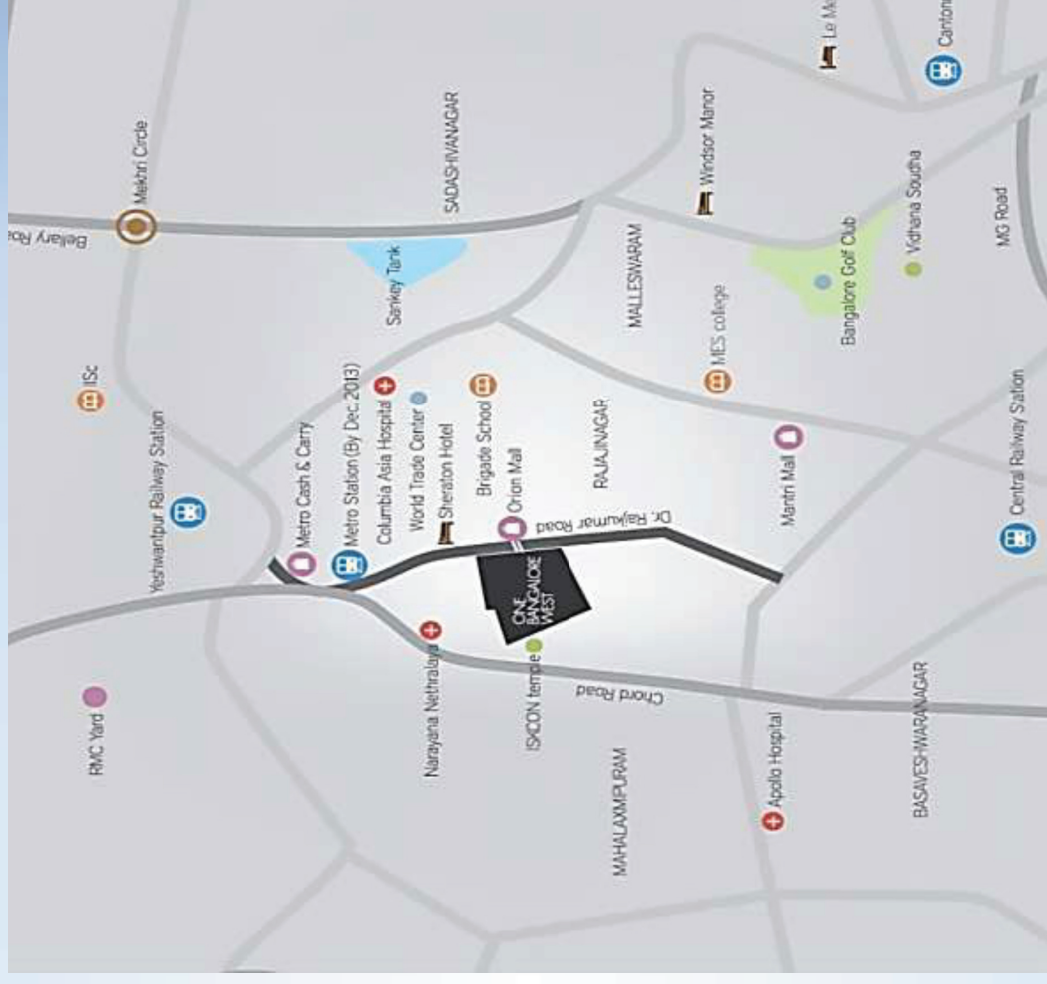 Bellary Roa
Mekhri Circle
IISc
Yeshwantpur Railway Station
RMC Yard
SADASHIVANAGAR
Sankey Tank
Metro Cash & Carry
Metro Station (By Dec. 2013)
Columbia Asia Hospital
World Trade Center
Sheraton Hotel
Brigade School
Orion Mall
Dr. Rajkumar Road
ONE
BANGALORE
WEST
Narayana Nethralaya
ISKCON temple
Chord Road
RAJAJINAGAR
MALLESWARAM
MAHALAXMIPURAM
Windsor Manor
MES college
Mantri Mall
Apollo Hospital
Le Me
Bangalore Golf Club
Vidhana Soudha
Canton
MG Road
Central Railway Station
BASAVESHWARANAGAR